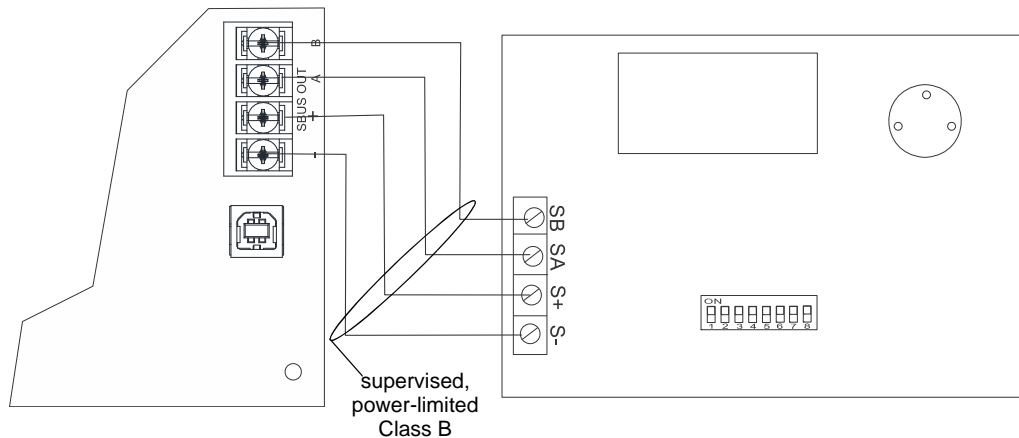 B
A
+
-
SBUS OUT
SB
SA
S+
S-
ON
1 2 3 4 5 6 7 8
supervised,
power-limited
Class B